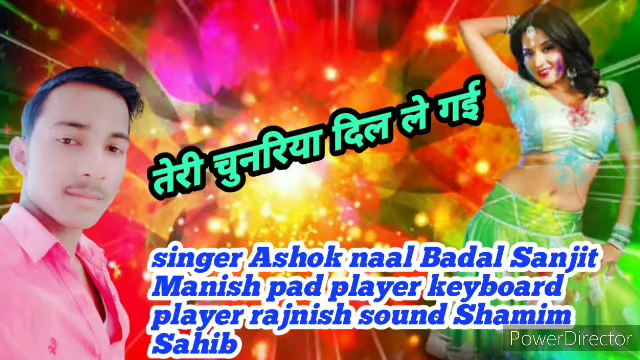 तेरी चुनरिया दिल ले गई
singer Ashok naal Badal Sanjit
Manish pad player keyboard
player rajnish sound Shamim
Sahib
PowerDirector